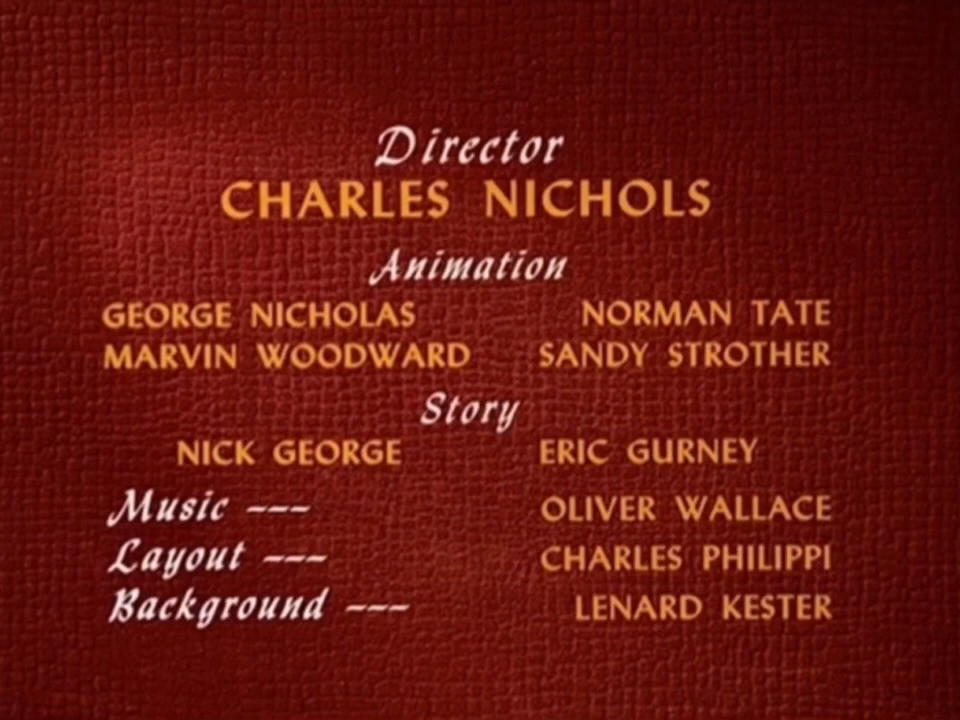 Director
CHARLES NICHOLS
Animation
GEORGE NICHOLAS NORMAN TATE
MARVIN WOODWARD SANDY STROTHER
Story
NICK GEORGE ERIC GURNEY
Music --- OLIVER WALLACE
Layout --- CHARLES PHILIPPI
Background --- LENARD KESTER